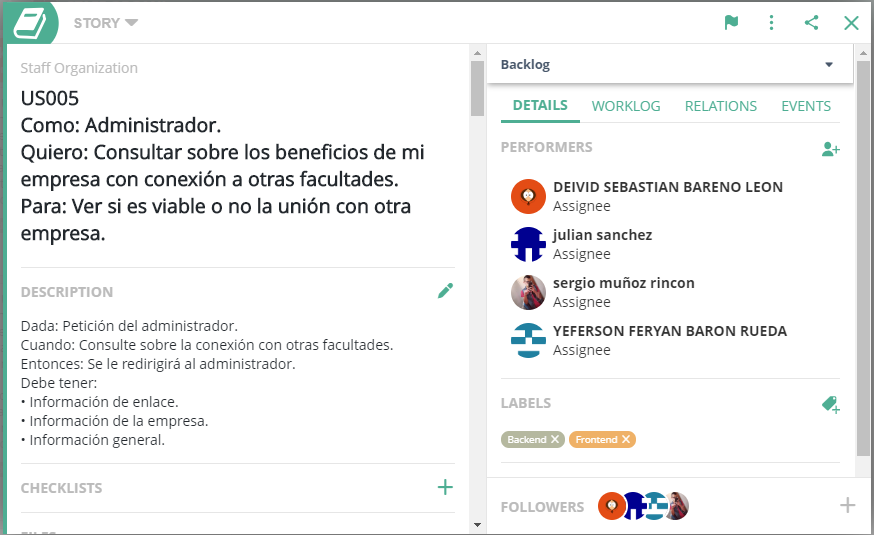 STORY
Staff Organization
US005
Como: Administrador.
Quiero: Consultar sobre los beneficios de mi
empresa con conexión a otras facultades.
Para: Ver si es viable o no la unión con otra
empresa.
DESCRIPTION
Dada: Petición del administrador.
Cuando: Consulte sobre la conexión con otras facultades.
Entonces: Se le redirigirá al administrador.
Debe tener:
• Información de enlace.
• Información de la empresa.
• Información general.
CHECKLISTS
FILES
Backlog
DETAILS WORKLOG RELATIONS EVENTS
PERFORMERS
DEIVID SEBASTIAN BARENO LEON
Assignee
julian sanchez
Assignee
sergio muñoz rincon
Assignee
YEFERSON FERYAN BARON RUEDA
Assignee
LABELS
Backend Frontend
FOLLOWERS